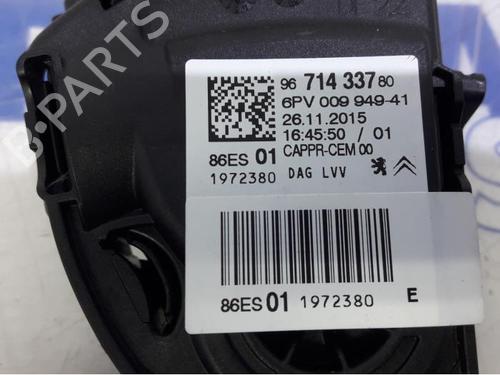 96 714 337 80
6PV 009 949-41
26.11.2015
16:45:50 / 01
86ES 01 CAPPR-CEM 00
1972380 DAG LVV
86ES 01 1972380 E
B-PARTS